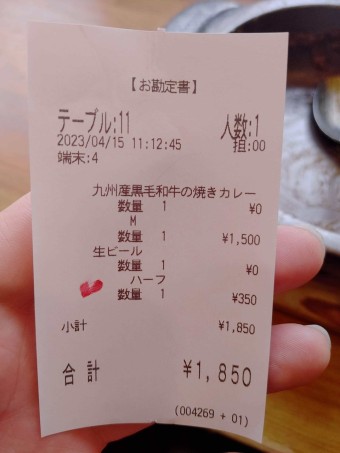 【お勘定書】
テーブル:11 人数:1
2023/04/15 11:12:45 担:00
端末:4
九州産黒毛和牛の焼きカレー
数量 1 ¥0
M
数量 1 ¥1,500
生ビール
数量 1 ¥0
ハーフ
数量 1 ¥350
小計 ¥1,850
合計 ¥1,850
(004269 + 01)